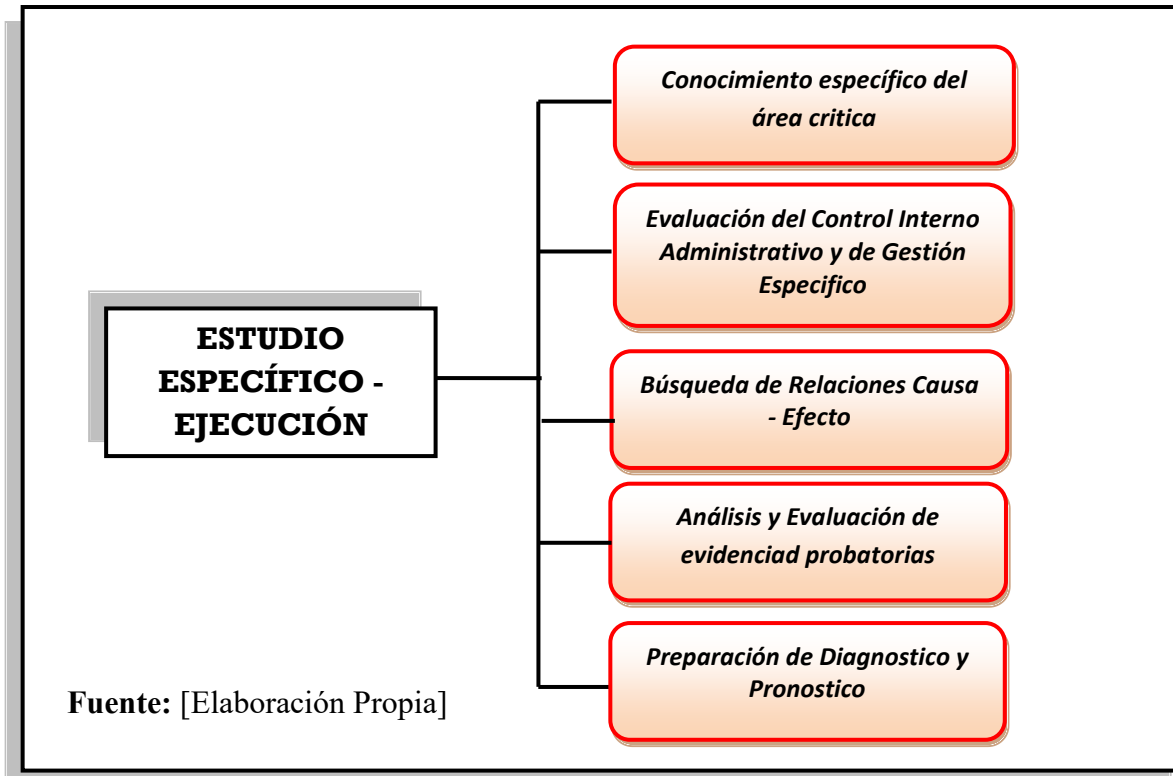 Conocimiento específico del
área critica
Evaluación del Control Interno
Administrativo y de Gestión
Especifico
ESTUDIO
ESPECÍFICO -
EJECUCIÓN
Búsqueda de Relaciones Causa
- Efecto
Análisis y Evaluación de
evidenciad probatorias
Preparación de Diagnostico y
Pronostico
Fuente: [Elaboración Propia]